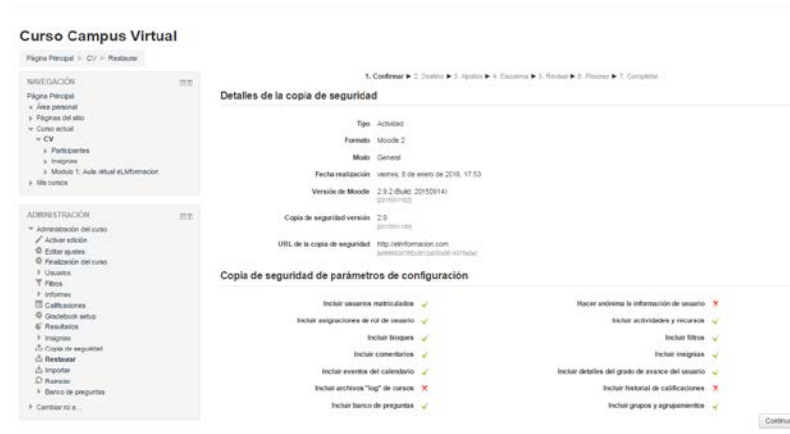 Curso Campus Virtual
Página Principal ► CV ► Restaurar
NAVEGACIÓN
Página Principal
Área personal
Páginas del sitio
Curso actual
CV
Participantes
Insignias
Modulo 1: Aula virtual eLMformacion
Mis cursos
ADMINISTRACIÓN
Administración del curso
Activar edición
Editar ajustes
Finalización del curso
Usuarios
Filtros
Informes
Calificaciones
Gradebook setup
Resultados
Insignias
Copia de seguridad
Restaurar
Importar
Reiniciar
Banco de preguntas
Cambiar rol a...
1. Confirmar ► 2. Destino ► 3. Ajustes ► 4. Esquema ► 5. Revisar ► 6. Proceso ► 7. Completar
Detalles de la copia de seguridad
Tipo Actividad
Formato Moodle 2
Modo General
Fecha realización viernes, 8 de enero de 2016, 17:53
Versión de Moodle 2.9.2 (Build: 20150914)
Copia de seguridad versión 2.9
URL de la copia de seguridad http://elmformacion.com
Copia de seguridad de parámetros de configuración
Incluir usuarios matriculados
Hacer anónima la información de usuario
Incluir asignaciones de rol de usuario
Incluir actividades y recursos
Incluir bloques
Incluir filtros
Incluir comentarios
Incluir insignias
Incluir eventos del calendario
Incluir detalles del grado de avance del usuario
Incluir archivos "log" de cursos
Incluir historial de calificaciones
Incluir banco de preguntas
Incluir grupos y agrupamientos